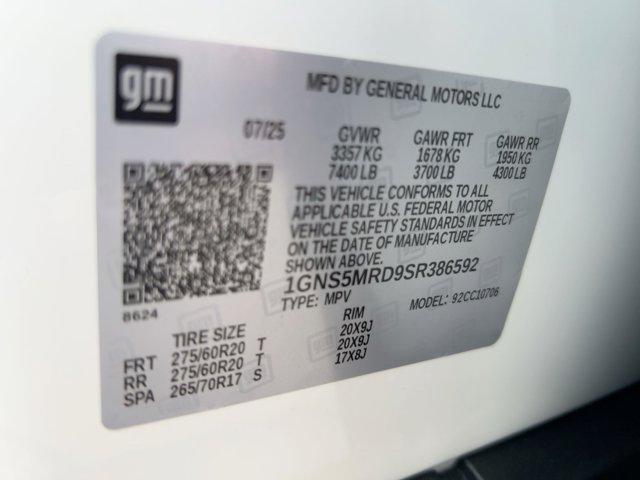 gm
MFD BY GENERAL MOTORS LLC
07/25
GVWR GAWR FRT GAWR RR
3357 KG 1678 KG 1950 KG
7400 LB 3700 LB 4300 LB
THIS VEHICLE CONFORMS TO ALL
APPLICABLE U.S. FEDERAL MOTOR
VEHICLE SAFETY STANDARDS IN EFFECT
ON THE DATE OF MANUFACTURE
SHOWN ABOVE.
1GNS5MRD9SR386592
TYPE: MPV MODEL: 92CC10706
8624
TIRE SIZE RIM
FRT 275/60R20 T 20X9J
RR 275/60R20 T 20X9J
SPA 265/70R17 S 17X8J